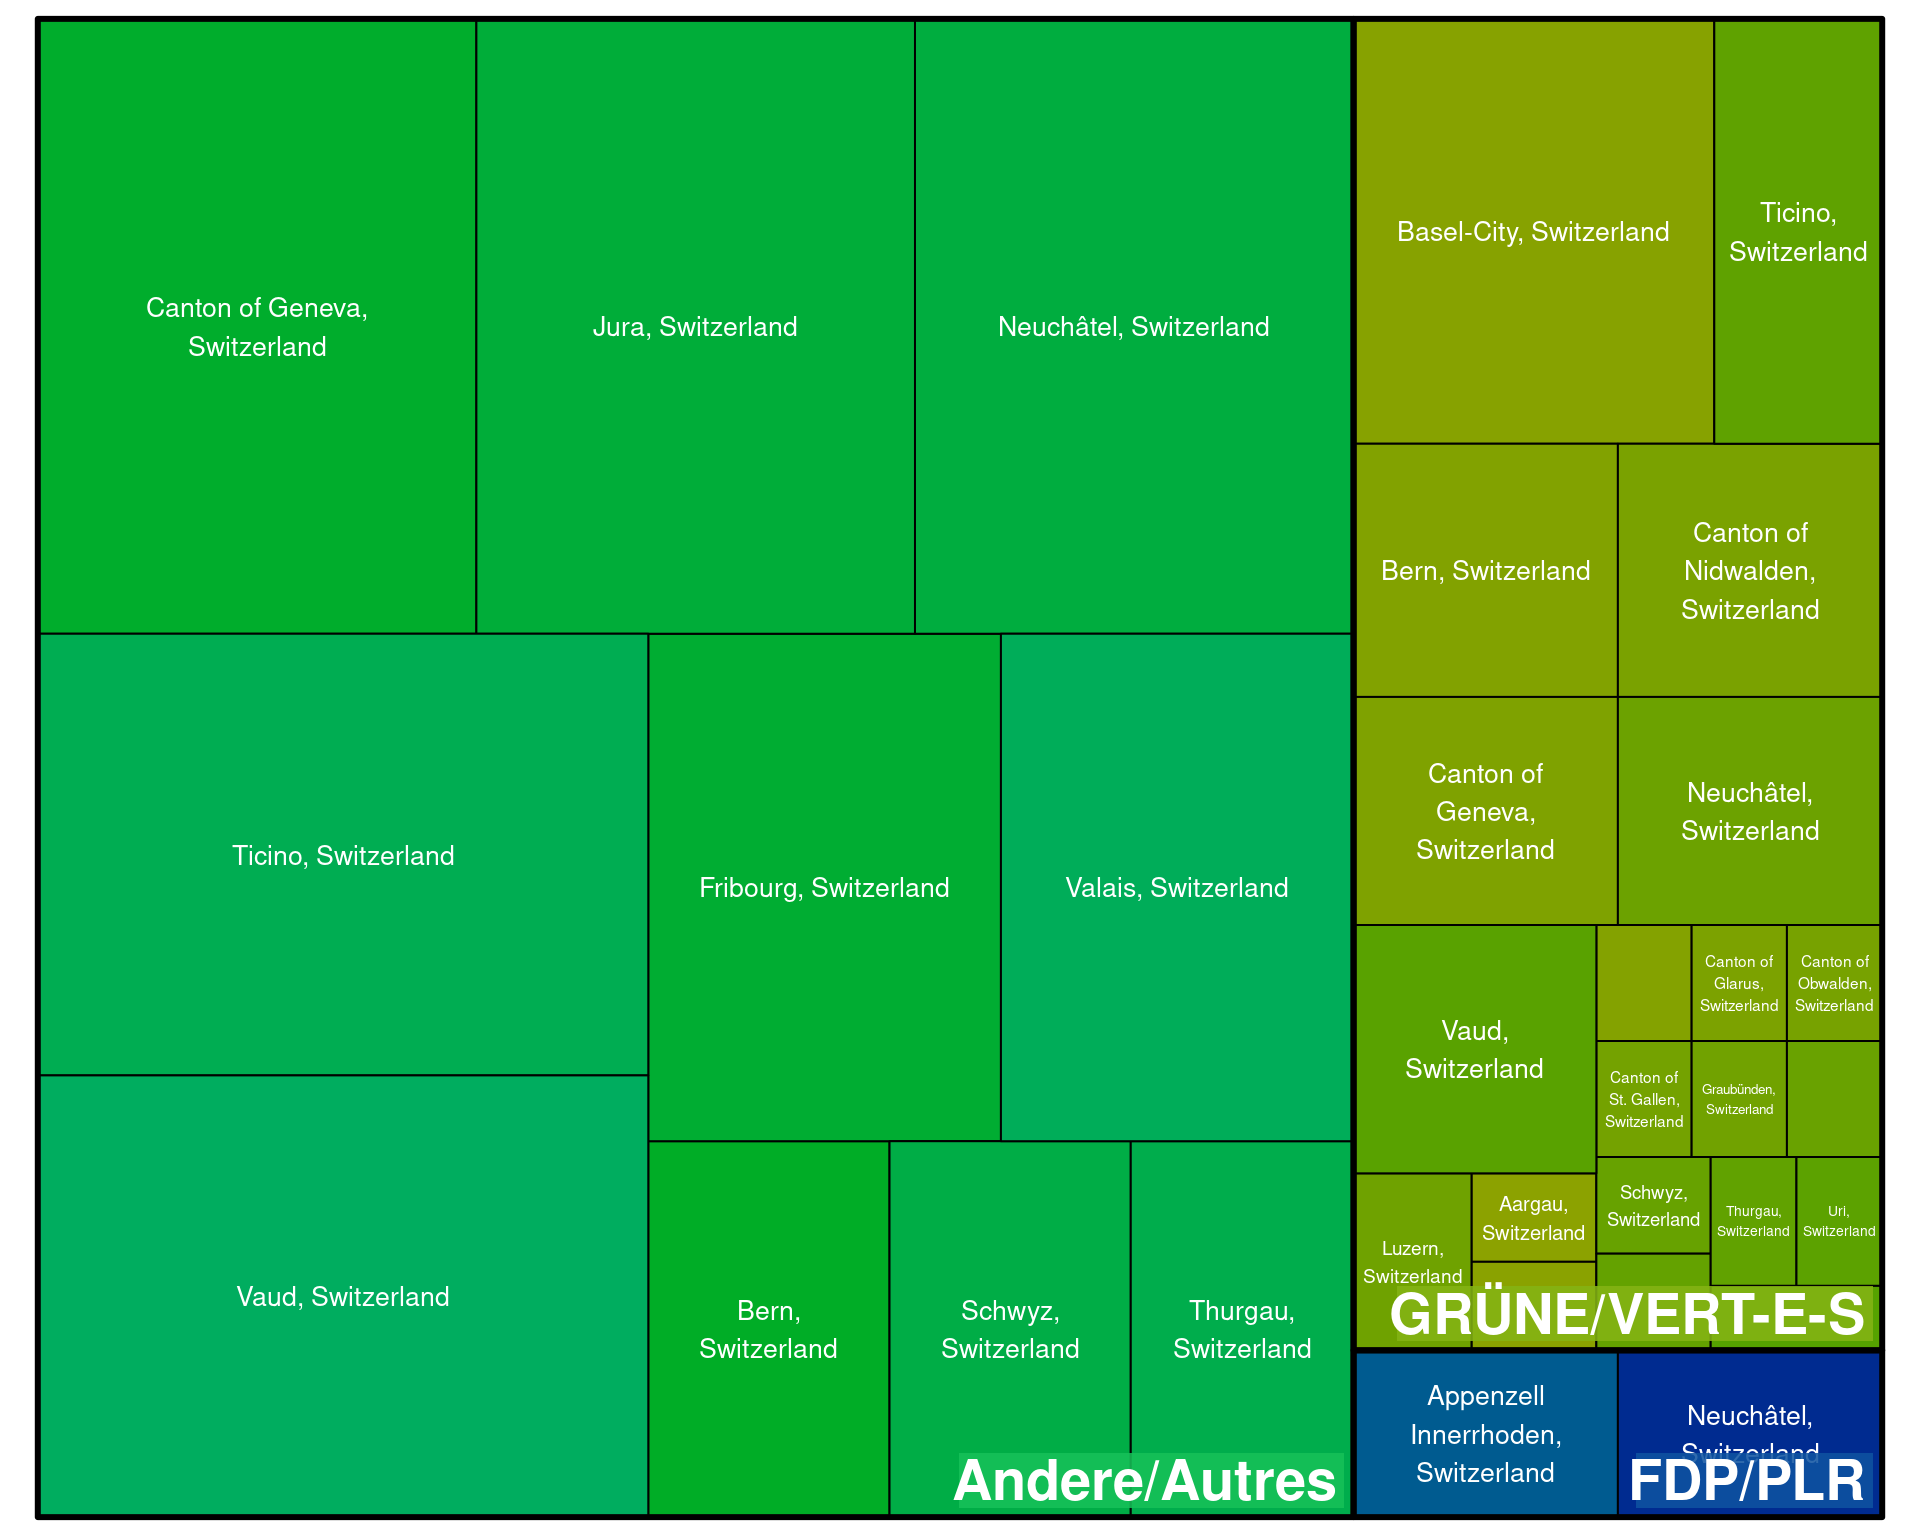 Canton of Geneva,
Switzerland
Jura, Switzerland
Neuchâtel, Switzerland
Ticino, Switzerland
Fribourg, Switzerland
Valais, Switzerland
Vaud, Switzerland
Bern,
Switzerland
Schwyz,
Switzerland
Thurgau,
Switzerland
Andere/Autres
Basel-City, Switzerland
Ticino,
Switzerland
Bern, Switzerland
Canton of
Nidwalden,
Switzerland
Canton of
Geneva,
Switzerland
Neuchâtel,
Switzerland
Vaud,
Switzerland
Canton of
Glarus,
Switzerland
Canton of
Obwalden,
Switzerland
Canton of
St. Gallen,
Switzerland
Graubünden,
Switzerland
Luzern,
Switzerland
Aargau,
Switzerland
Schwyz,
Switzerland
Thurgau,
Switzerland
Uri,
Switzerland
GRÜNE/VERT-E-S
Appenzell
Innerrhoden,
Switzerland
Neuchâtel,
Switzerland
FDP/PLR